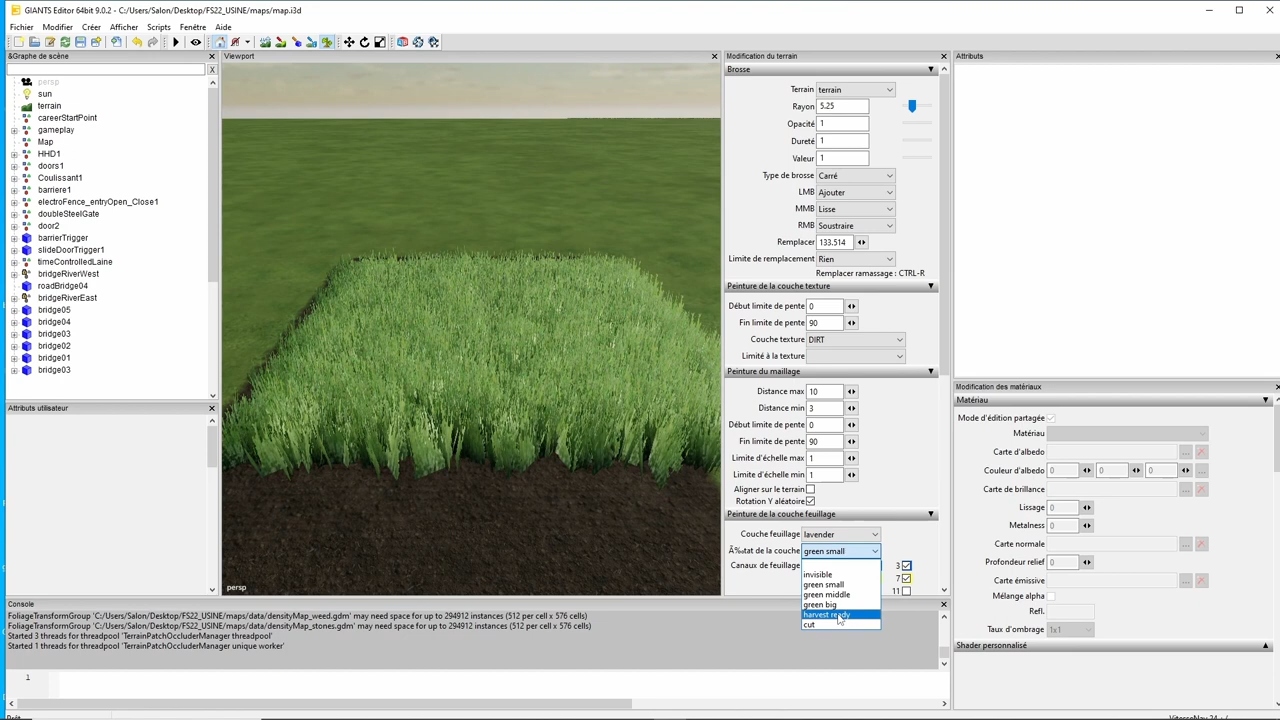 GIANTS Editor 64bit 9.0.2 - C:/Users/Salon/Desktop/FS22_USINE/maps/map.i3d
Fichier Modifier Créer Afficher Scripts Fenêtre Aide
&Graphe de scène
X
persp
sun
terrain
careerStartPoint
gameplay
Map
HHD1
doors1
Coulissant1
barriere1
electroFence_entryOpen_Close1
doubleSteelGate
door2
barrierTrigger
slideDoorTrigger1
timeControlledLaine
bridgeRiverWest
roadBridge04
bridgeRiverEast
bridge05
bridge04
bridge03
bridge02
bridge01
bridge03
Attributs utilisateur
Viewport
persp
Modification du terrain
Brosse
Terrain terrain
Rayon 5.25
Opacité 1
Dureté 1
Valeur 1
Type de brosse Carré
LMB Ajouter
MMB Lisse
RMB Soustraire
Remplacer 133.514
Limite de remplacement Rien
Remplacer ramassage : CTRL-R
Peinture de la couche texture
Début limite de pente 0
Fin limite de pente 90
Couche texture DIRT
Limité à la texture
Peinture du maillage
Distance max 10
Distance min 3
Début limite de pente 0
Fin limite de pente 90
Limite d'échelle max 1
Limite d'échelle min 1
Aligner sur le terrain
Rotation Y aléatoire
Peinture de la couche feuillage
Couche feuillage lavender
Ã‰tat de la couche green small
Canaux de feuillage 3
7
11
invisible
green small
green middle
green big
harvest ready
cut
Attributs
Modification des matériaux
Matériau
Mode d'édition partagée
Matériau
Carte d'albedo ...
Couleur d'albedo 0 0 0 ...
Carte de brillance ...
Lissage 0
Metalness 0
Carte normale ...
Profondeur relief 0
Carte émissive ...
Mélange alpha
Refl.
Taux d'ombrage 1x1
Shader personnalisé
Console
FoliageTransformGroup 'C:/Users/Salon/Desktop/FS22_USINE/maps/data/densityMap_weed.gdm' may need space for up to 294912 instances (512 per cell x 576 cells)
FoliageTransformGroup 'C:/Users/Salon/Desktop/FS22_USINE/maps/data/densityMap_stones.gdm' may need space for up to 294912 instances (512 per cell x 576 cells)
Started 3 threads for threadpool 'TerrainPatchOccluderManager threadpool'
Started 1 threads for threadpool 'TerrainPatchOccluderManager unique worker'
1